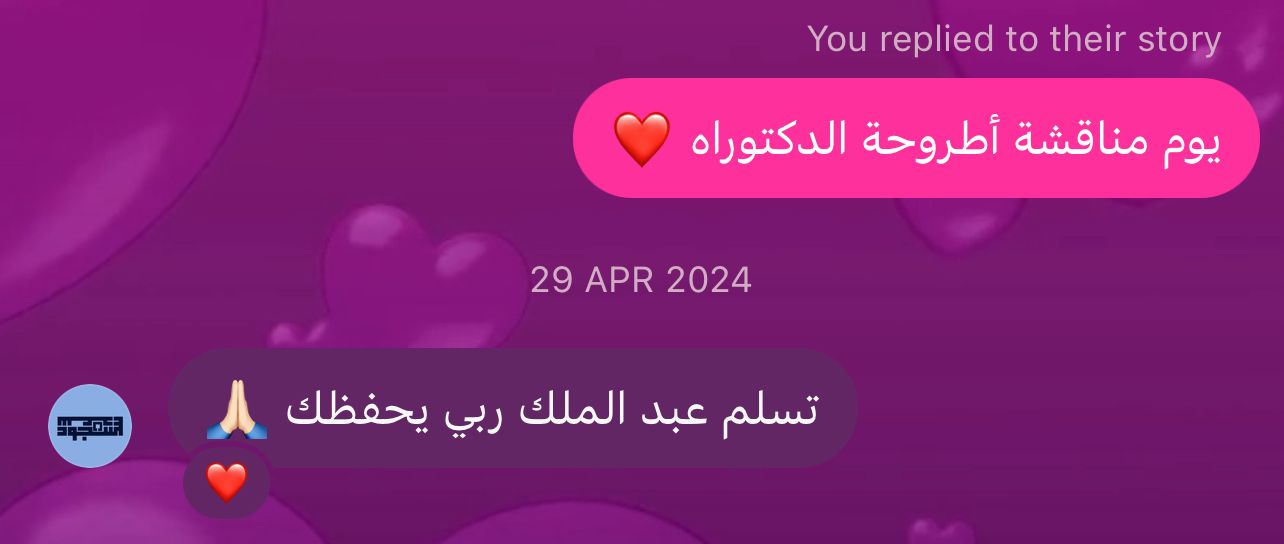 You replied to their story
يوم مناقشة أطروحة الدكتوراه ❤️
29 APR 2024
تسلم عبد الملك ربي يحفظك 🙏🏻
❤️